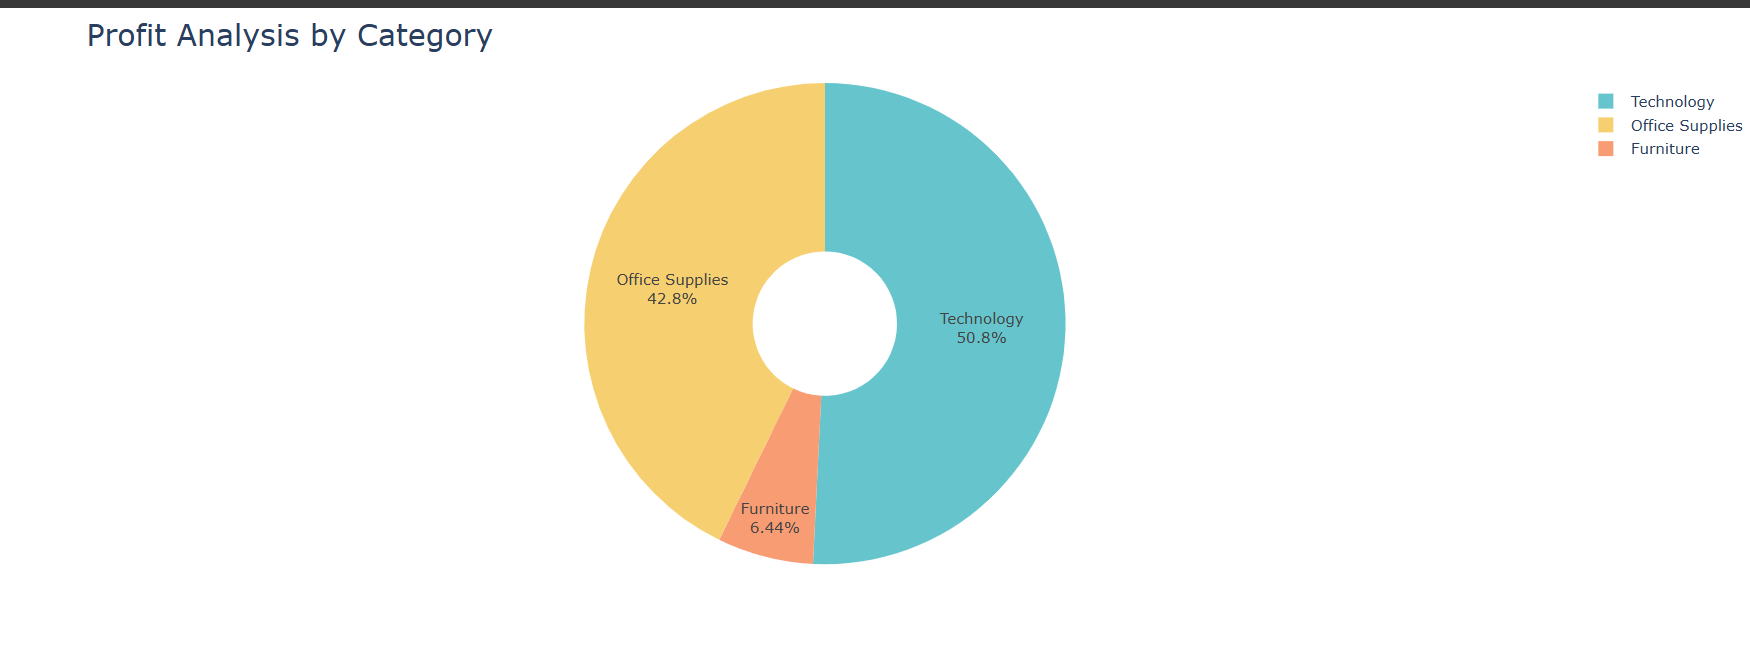 Profit Analysis by Category
Technology
Office Supplies
Furniture
Office Supplies
42.8%
Technology
50.8%
Furniture
6.44%